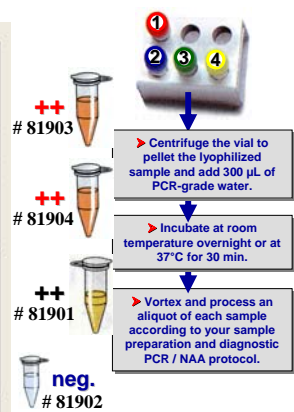 1
2 3 4
++
# 81903
++
# 81904
++
# 81901
neg.
# 81902
➤ Centrifuge the vial to
pellet the lyophilized
sample and add 300 µL of
PCR-grade water.
➤ Incubate at room
temperature overnight or at
37°C for 30 min.
➤ Vortex and process an
aliquot of each sample
according to your sample
preparation and diagnostic
PCR / NAA protocol.